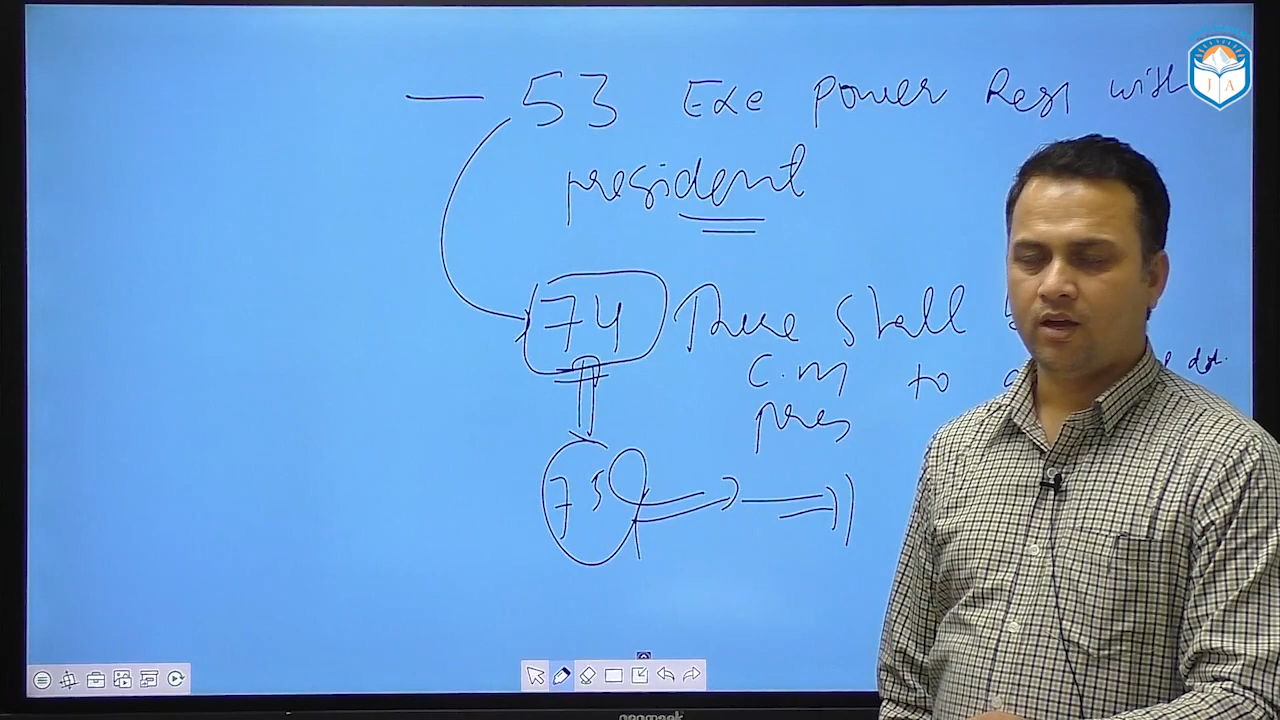 — 53 Exe power Rest with
president
74 There shall
C.M to
pres
75
J A